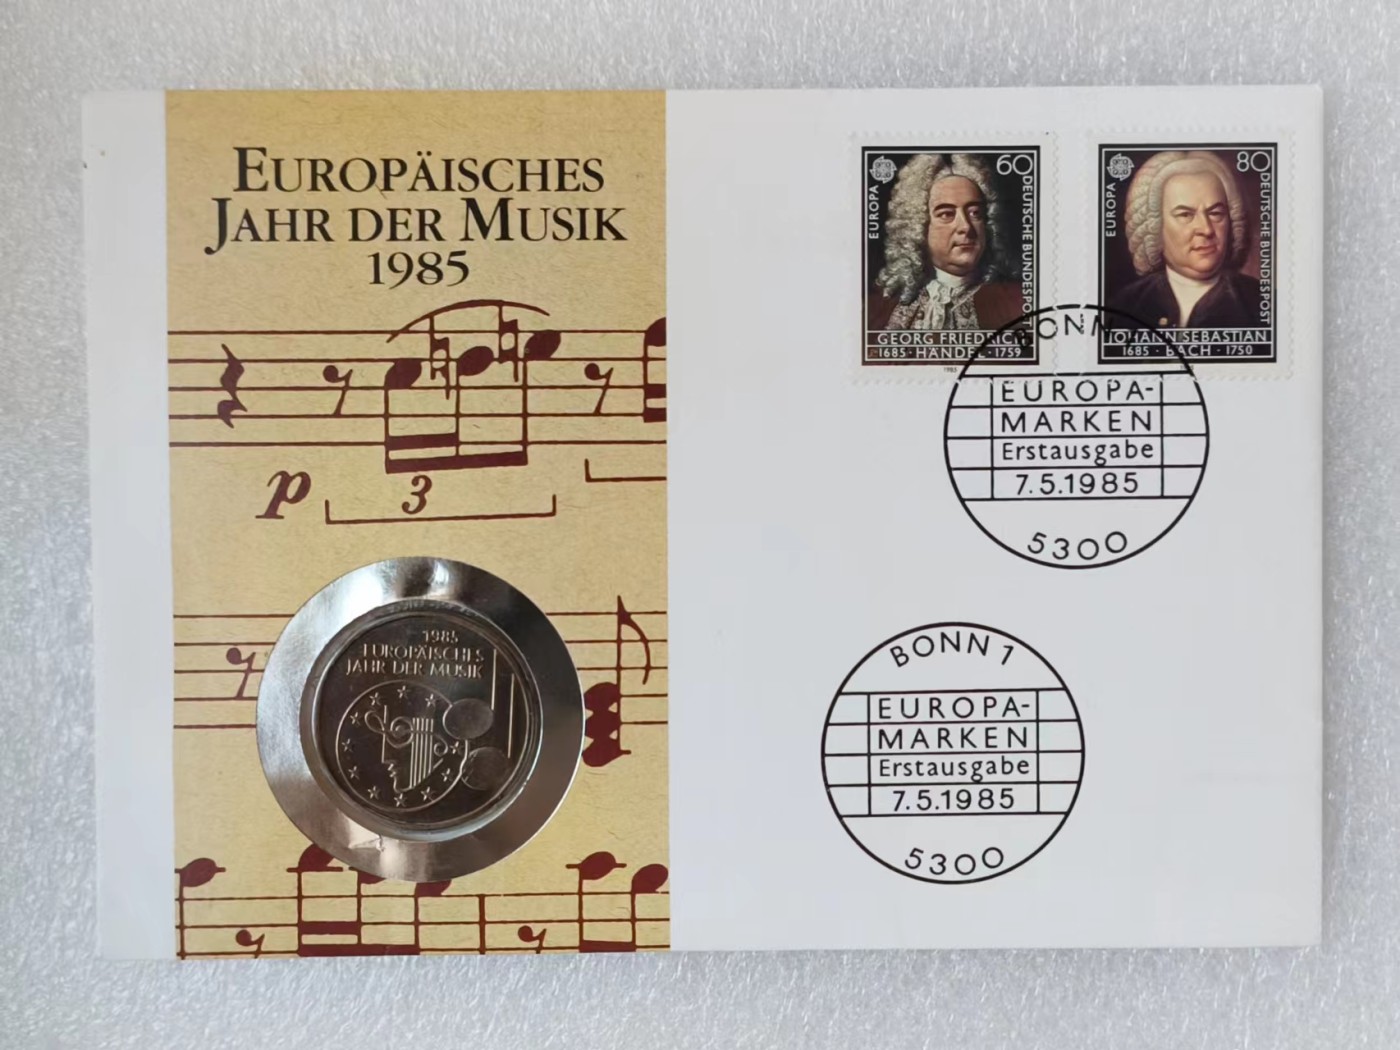 EUROPÄISCHES
JAHR DER MUSIK
1985
p
3
1985
EUROPÄISCHES
JAHR DER MUSIK
60
EUROPA
DEUTSCHE BUNDESPOST
GEORG FRIEDRICH
1685 · HÄNDEL · 1759
1985
80
EUROPA
DEUTSCHE BUNDESPOST
JOHANN SEBASTIAN
1685 · BACH · 1750
BONN
EUROPA-
MARKEN
Erstausgabe
7.5.1985
5300
BONN 1
EUROPA-
MARKEN
Erstausgabe
7.5.1985
5300